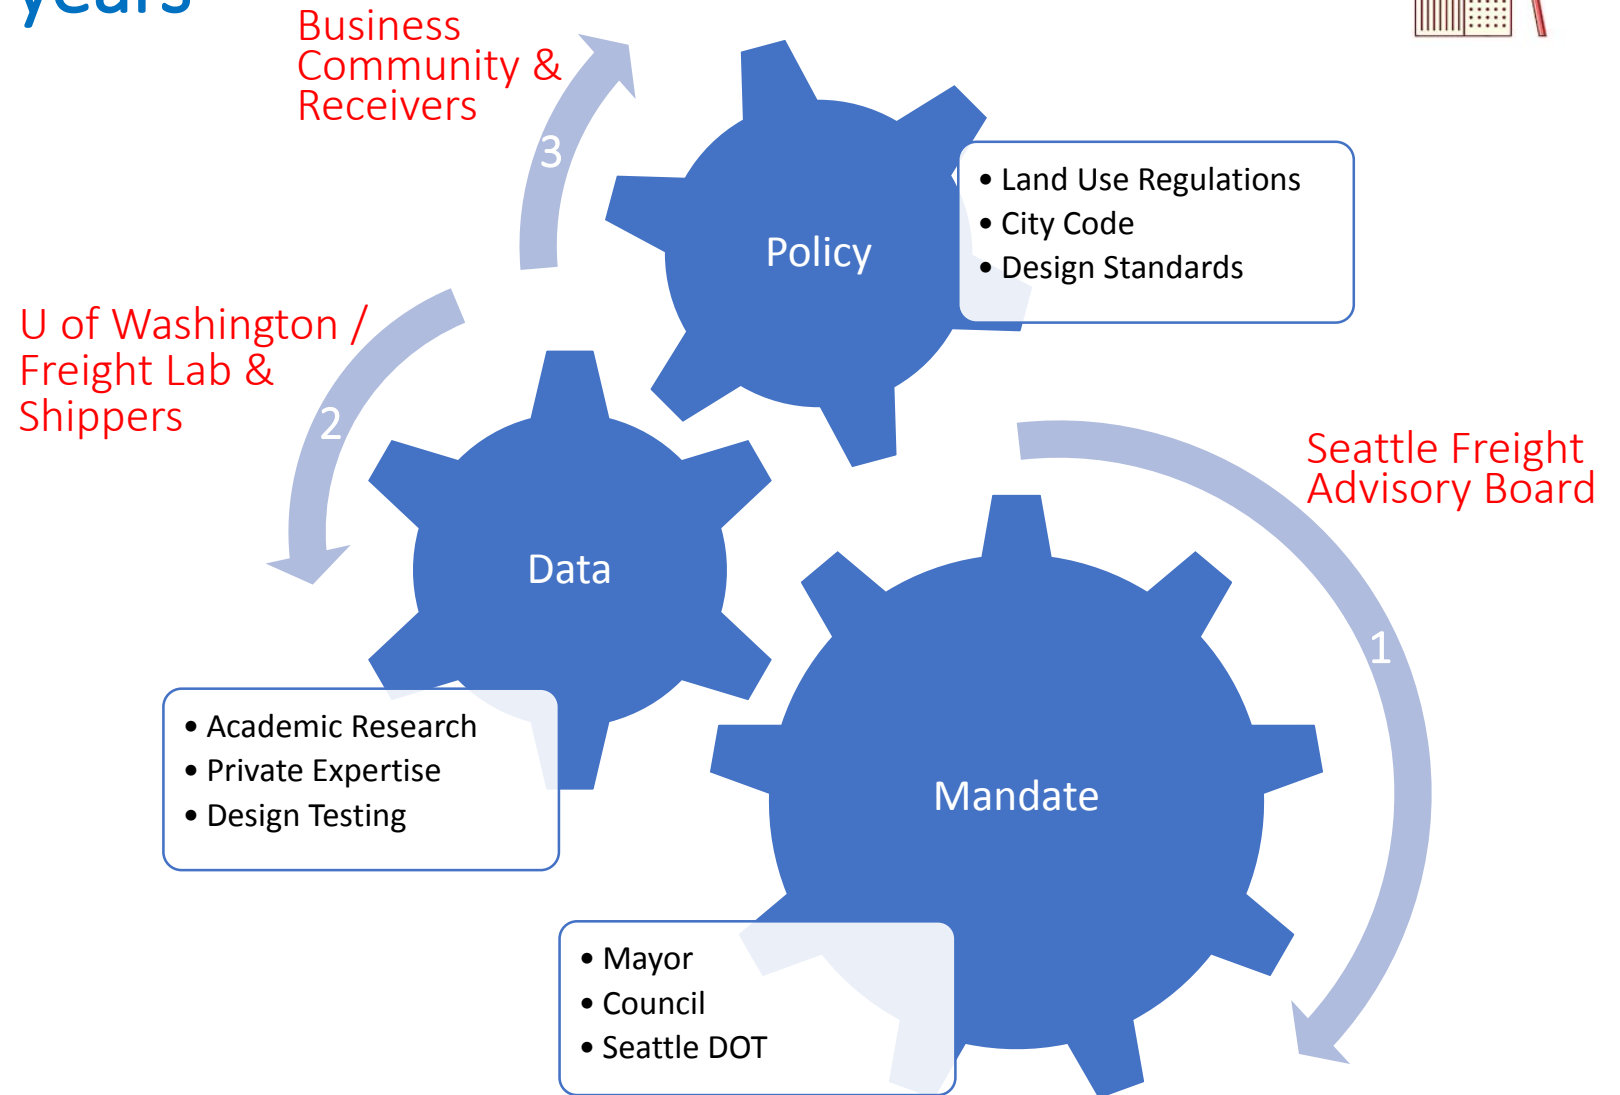 years
Business
Community &
Receivers
3
• Land Use Regulations
• City Code
• Design Standards
Policy
U of Washington /
Freight Lab &
Shippers
2
Seattle Freight
Advisory Board
1
Data
• Academic Research
• Private Expertise
• Design Testing
Mandate
• Mayor
• Council
• Seattle DOT